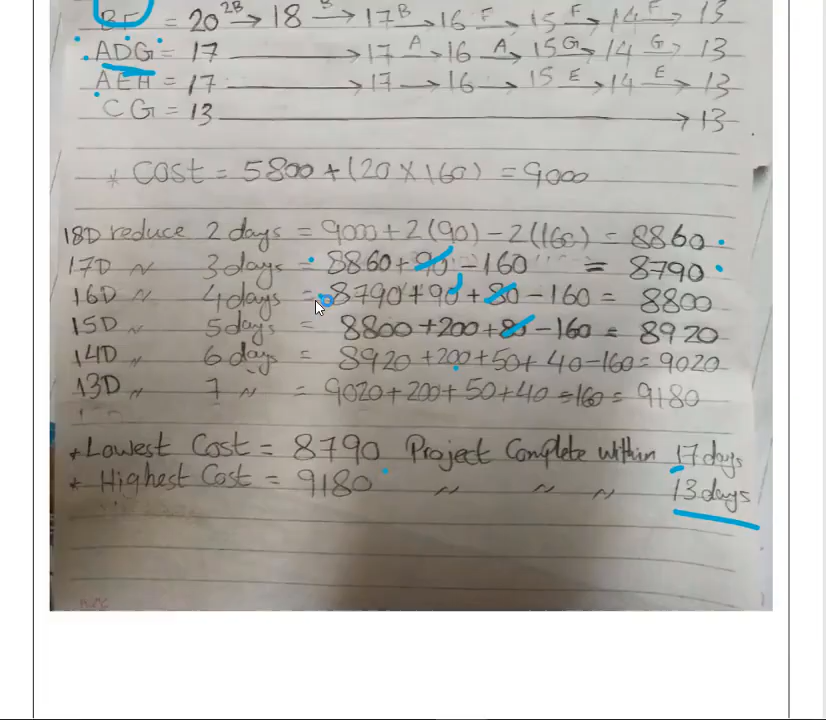 BF = 20 2B→ 18 → 17 B→ 16 F→ 15 F→ 14 F→ 13
ADG = 17 → 17 A→ 16 A→ 15 G→ 14 G→ 13
AEH = 17 → 17 → 16 → 15 E→ 14 E→ 13
CG = 13 → 13
* Cost = 5800 + (20 × 160) = 9000
18D reduce 2 days = 9000 + 2(90) - 2(160) = 8860
17D ~ 3 days = 8860 + 90 - 160 = 8790
16D ~ 4 days = 8790 + 90 + 80 - 160 = 8800
15D ~ 5 days = 8800 + 200 + 80 - 160 = 8920
14D ~ 6 days = 8920 + 200 + 50 + 40 - 160 = 9020
13D ~ 7 ~ = 9020 + 200 + 50 + 40 - 160 = 9180
* Lowest Cost = 8790 Project Complete within 17 days
* Highest Cost = 9180 ~ ~ ~ 13 days